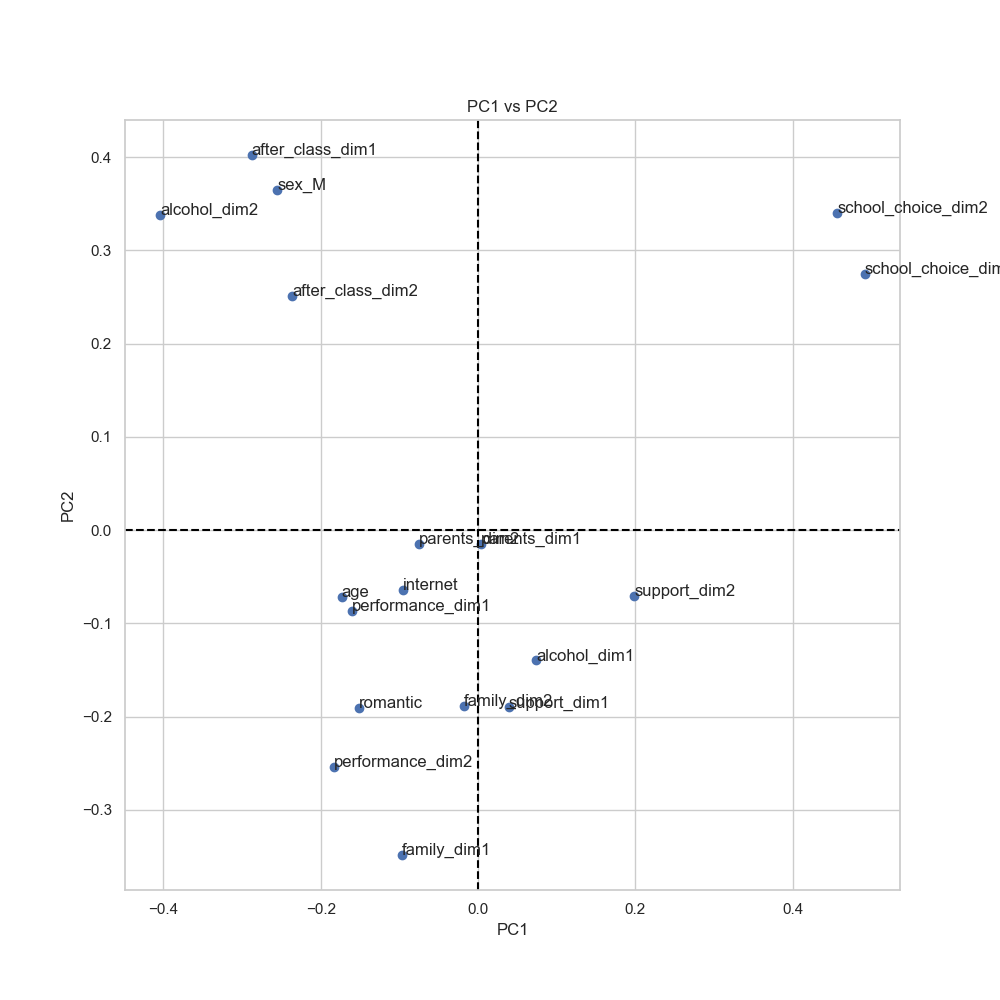 PC1 vs PC2
after_class_dim1
sex_M
alcohol_dim2
school_choice_dim2
school_choice_dim
after_class_dim2
parents_dim2
parents_dim1
internet
age
support_dim2
performance_dim1
alcohol_dim1
romantic
family_dim2
support_dim1
performance_dim2
family_dim1
0.4
0.3
0.2
0.1
0.0
−0.1
−0.2
−0.3
PC2
−0.4
−0.2
0.0
0.2
0.4
PC1